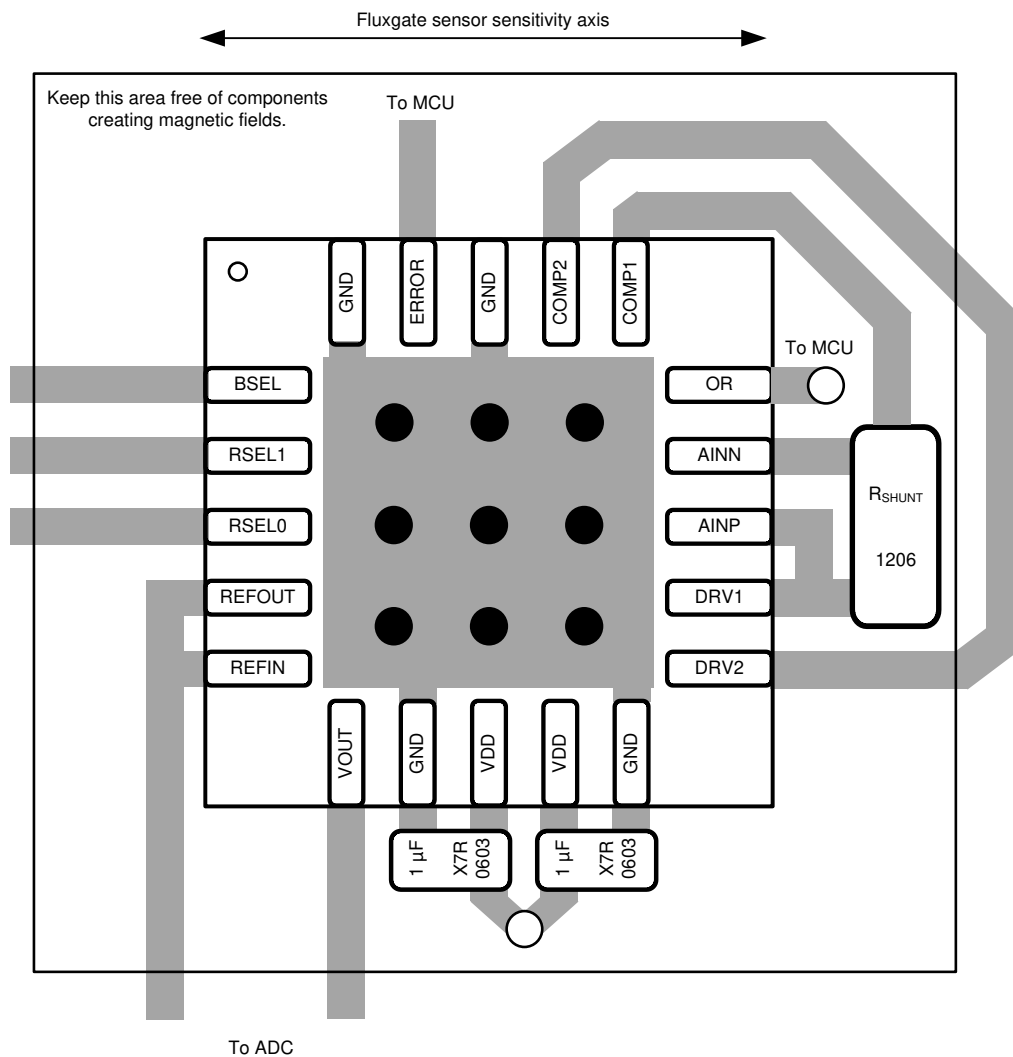 Fluxgate sensor sensitivity axis
Keep this area free of components
creating magnetic fields.
To MCU
GND
ERROR
GND
COMP2
COMP1
To MCU
BSEL
OR
RSEL1
AINN
RSEL0
AINP
REFOUT
DRV1
REFIN
DRV2
RSHUNT
1206
VOUT
GND
VDD
VDD
GND
1 µF
X7R
0603
1 µF
X7R
0603
To ADC